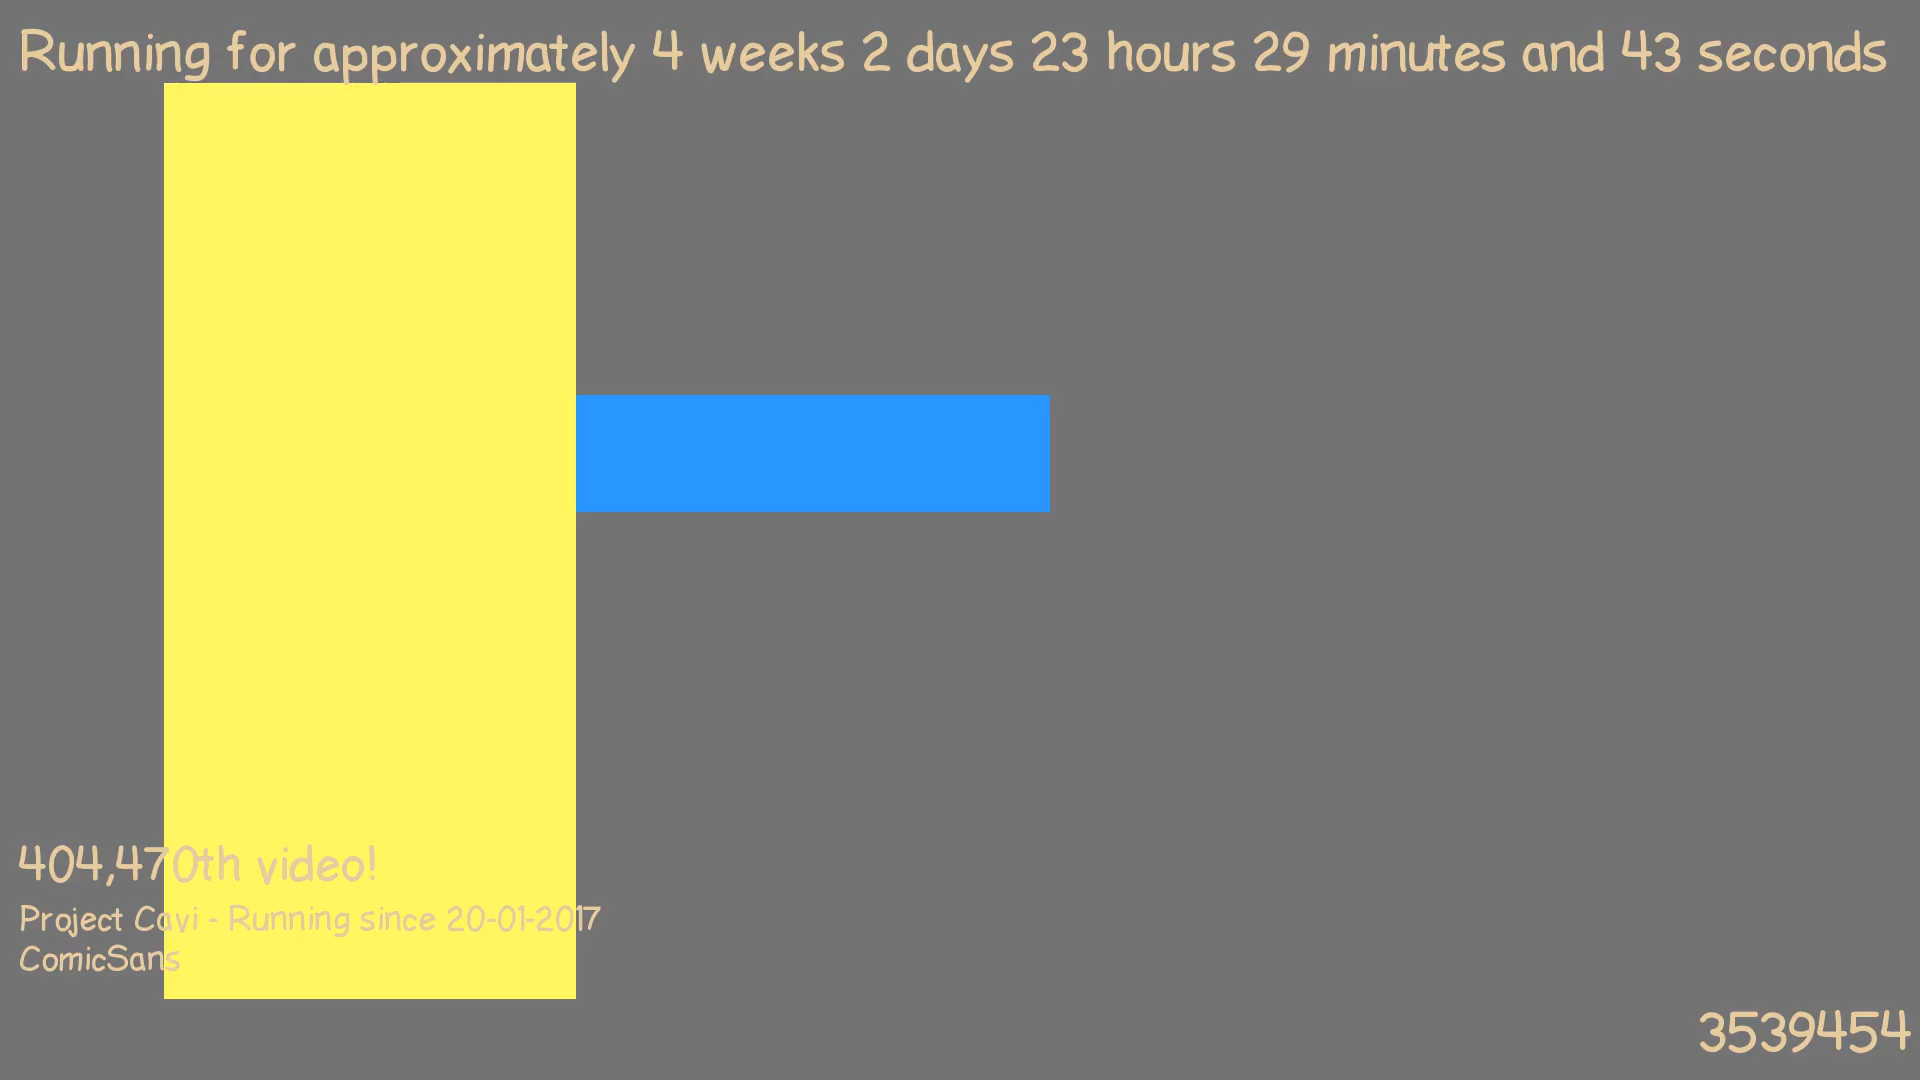 Running for approximately 4 weeks 2 days 23 hours 29 minutes and 43 seconds
404,470th video!
Project Cavi - Running since 20-01-2017
ComicSans
3539454